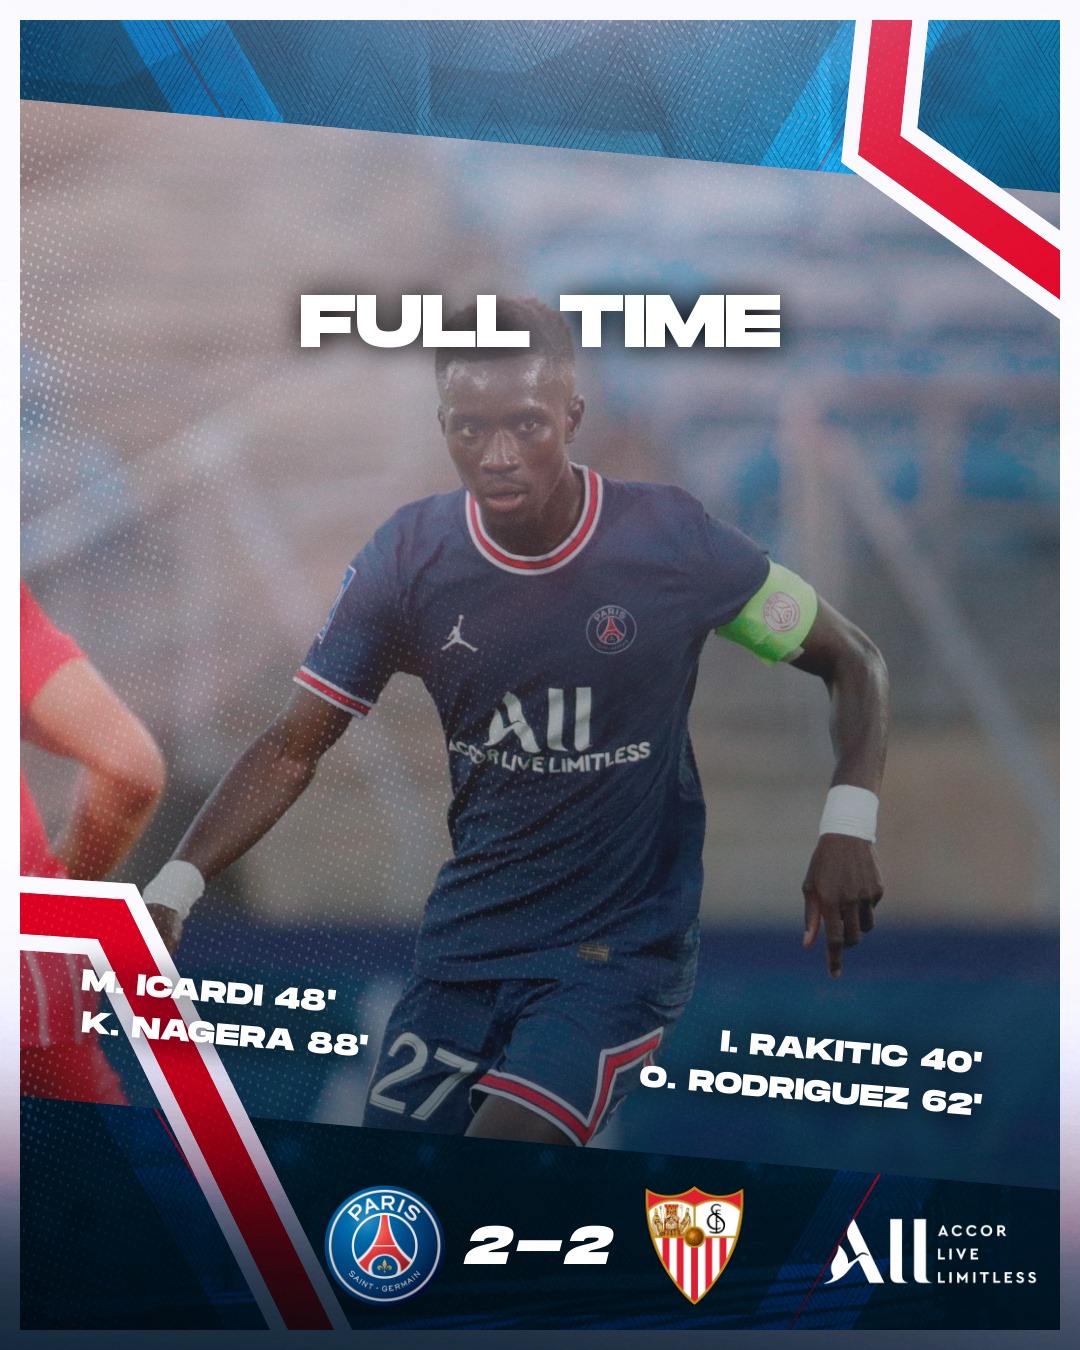 FULL TIME
PARIS
All
ACCOR LIVE LIMITLESS
27
M. ICARDI 48'
K. NAGERA 88'
I. RAKITIC 40'
O. RODRIGUEZ 62'
PARIS
SAINT-GERMAIN
2-2
All
ACCOR
LIVE
LIMITLESS